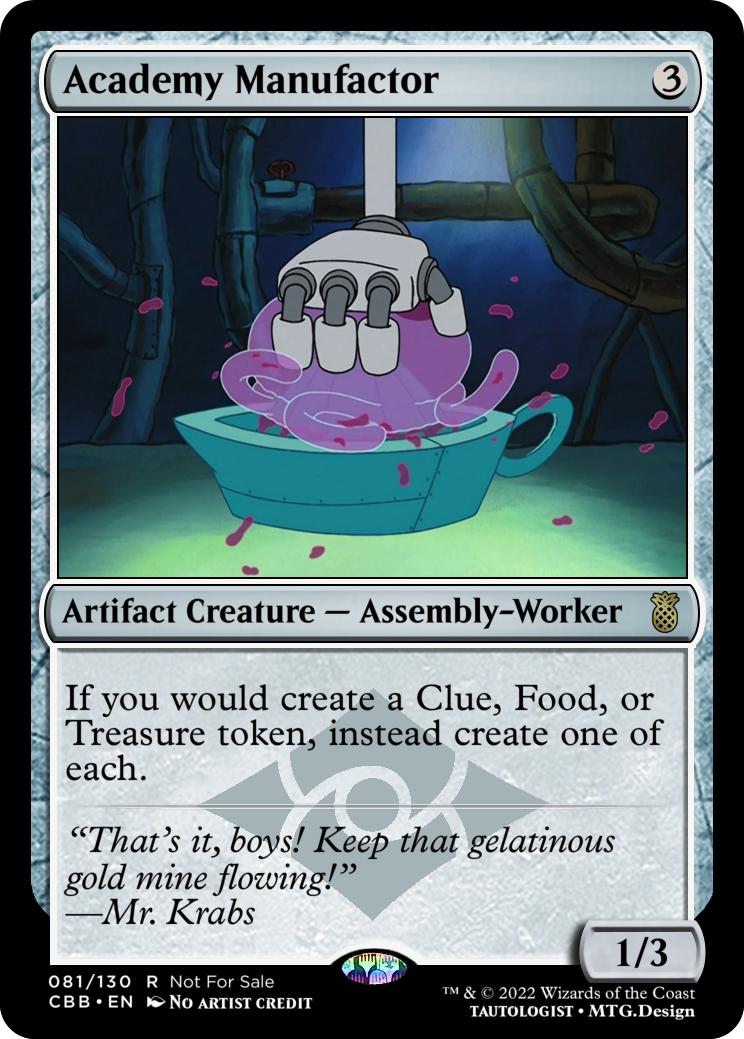 Academy Manufactor
3
Artifact Creature — Assembly-Worker
If you would create a Clue, Food, or
Treasure token, instead create one of
each.
“That’s it, boys! Keep that gelatinous
gold mine flowing!”
—Mr. Krabs
1/3
081/130 R Not For Sale
CBB • EN No artist credit
™ & © 2022 Wizards of the Coast
TAUTOLOGIST • MTG.Design